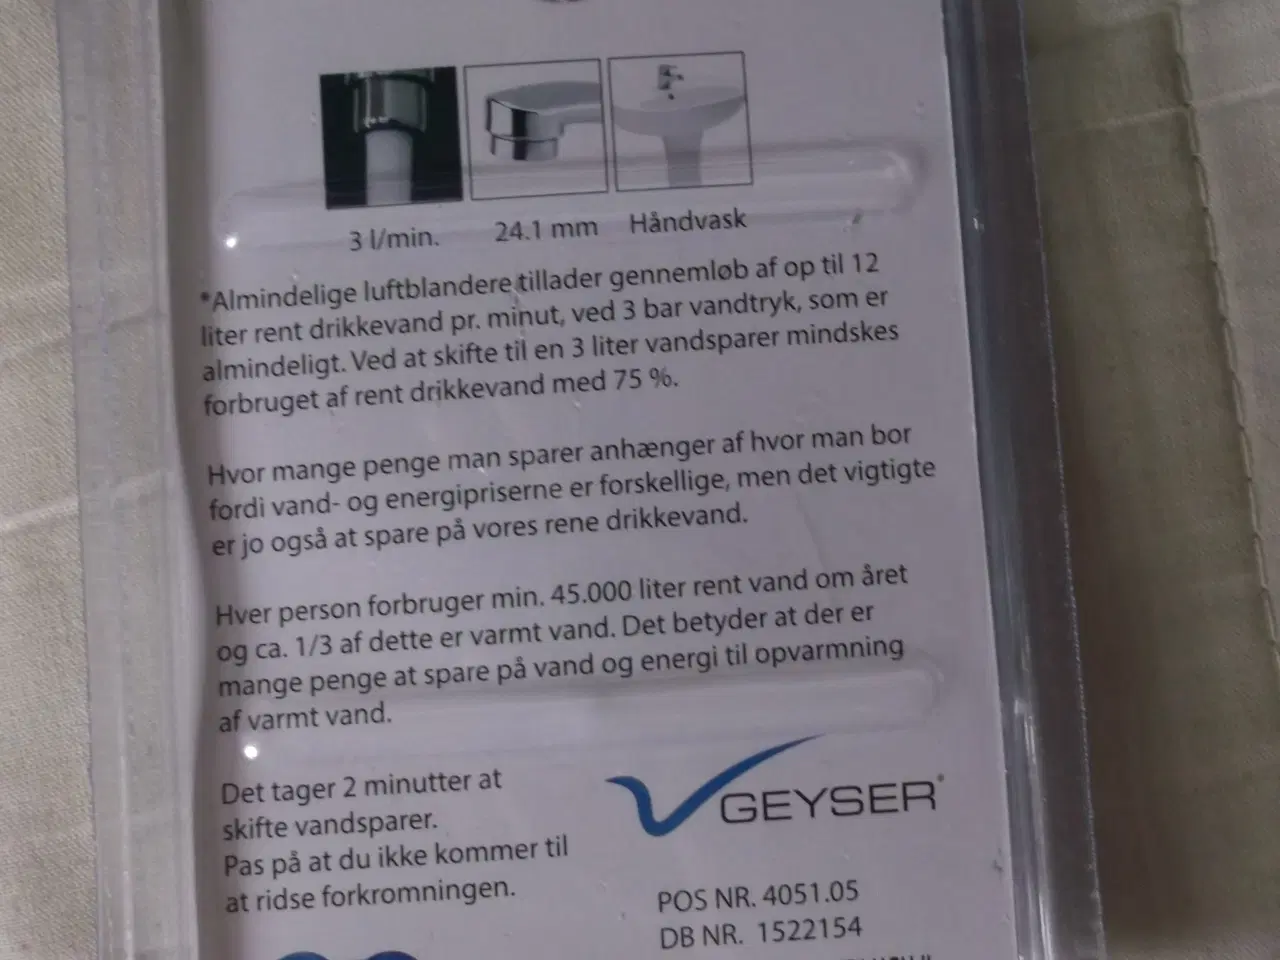 3 l/min.
24.1 mm
Håndvask
*Almindelige luftblandere tillader gennemløb af op til 12
liter rent drikkevand pr. minut, ved 3 bar vandtryk, som er
almindeligt. Ved at skifte til en 3 liter vandsparer mindskes
forbruget af rent drikkevand med 75 %.
Hvor mange penge man sparer anhænger af hvor man bor
fordi vand- og energipriserne er forskellige, men det vigtigte
er jo også at spare på vores rene drikkevand.
Hver person forbruger min. 45.000 liter rent vand om året
og ca. 1/3 af dette er varmt vand. Det betyder at der er
mange penge at spare på vand og energi til opvarmning
af varmt vand.
Det tager 2 minutter at
skifte vandsparer.
Pas på at du ikke kommer til
at ridse forkromningen.
GEYSER®
POS NR. 4051.05
DB NR. 1522154